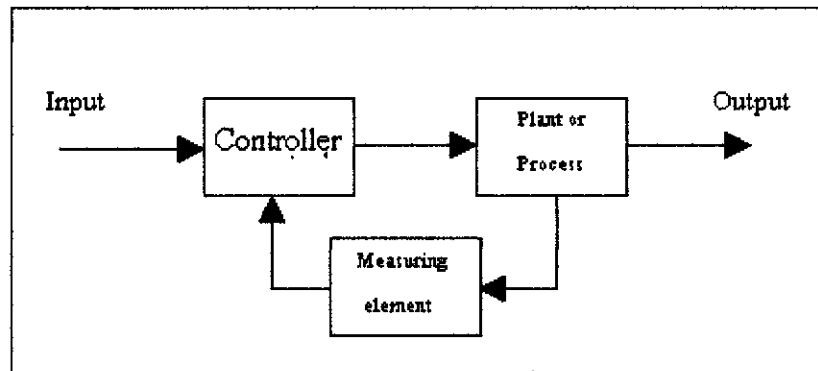 Input
Controller
Plant or
Process
Output
Measuring
element